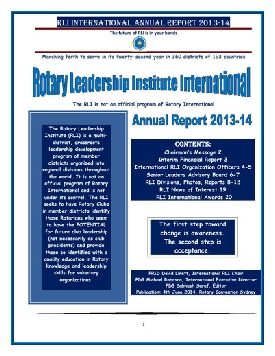 RLI INTERNATIONAL ANNUAL REPORT 2013-14
The future of RLI is in your hands
Marching forth to serve in its twenty second year in 360 districts of 153 countries
Rotary Leadership Institute International
The RLI is not an official program of Rotary International
Annual Report 2013-14
The Rotary Leadership
Institute (RLI) is a multi-
district, grassroots
leadership development
program of member
districts organized into
regional divisions throughout
the world. It is not an
official program of Rotary
International and is not
under its control. The RLI
seeks to have Rotary Clubs
in member districts identify
those Rotarians who seem
to have the POTENTIAL
for future club leadership
(not necessarily as club
presidents) and provide
those so identified with a
quality education in Rotary
knowledge and leadership
skills for voluntary
organizations
CONTENTS:
Chairman's Message 2
Interim Financial Report 3
International RLI Organization Officers 4-5
Senior Leaders Advisory Board 6-7
RLI Divisions, Photos, Reports 8-18
RLI News of Interest 19
RLI International Awards 20
The first step toward
change is awareness.
The second step is
acceptance
PRID David Linett, International RLI Chair
PDG Michael, International Executive Director
PDG Editor
Publication: 4th June 2014 Rotary Convention Sydney
1